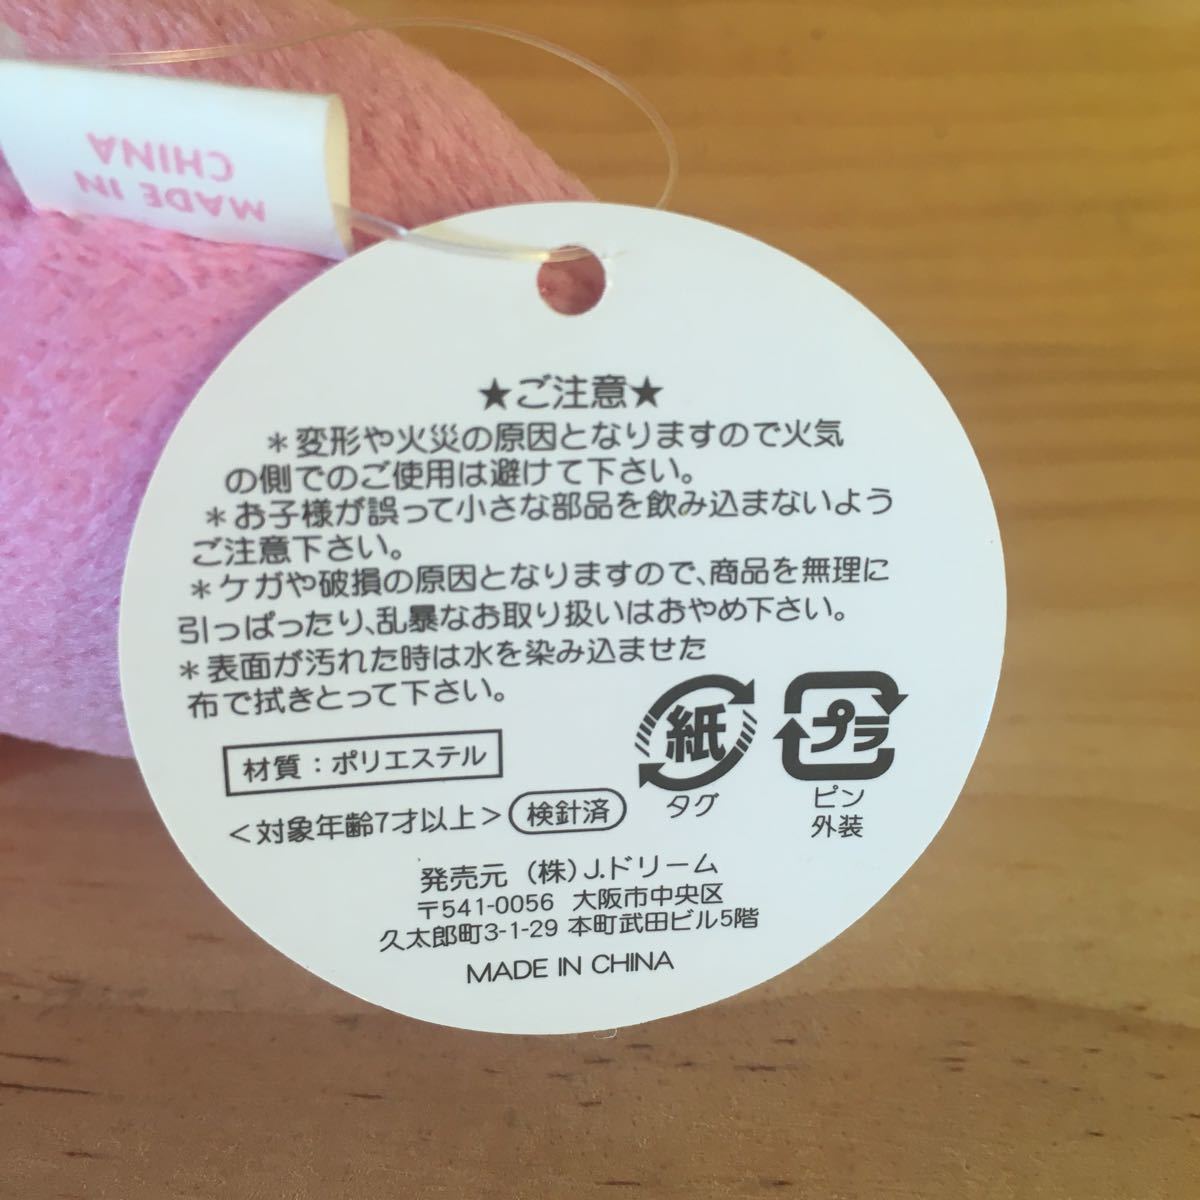 MADE IN
CHINA
★ご注意★
＊変形や火災の原因となりますので火気
の側でのご使用は避けて下さい。
＊お子様が誤って小さな部品を飲み込まないよう
ご注意下さい。
＊ケガや破損の原因となりますので、商品を無理に
引っぱったり、乱暴なお取り扱いはおやめ下さい。
＊表面が汚れた時は水を染み込ませた
布で拭きとって下さい。
材質：ポリエステル
＜対象年齢7才以上＞ 検針済
紙
タグ
プラ
ピン
外装
発売元 (株)J.ドリーム
〒541-0056 大阪市中央区
久太郎町3-1-29 本町武田ビル5階
MADE IN CHINA